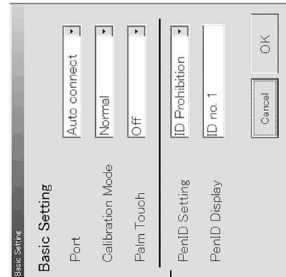 Basic Setting
Basic Setting
Port Auto connect
Calibration Mode Normal
Palm Touch Off
PenID Setting ID Prohibition
PenID Display ID no. 1
Cancel OK